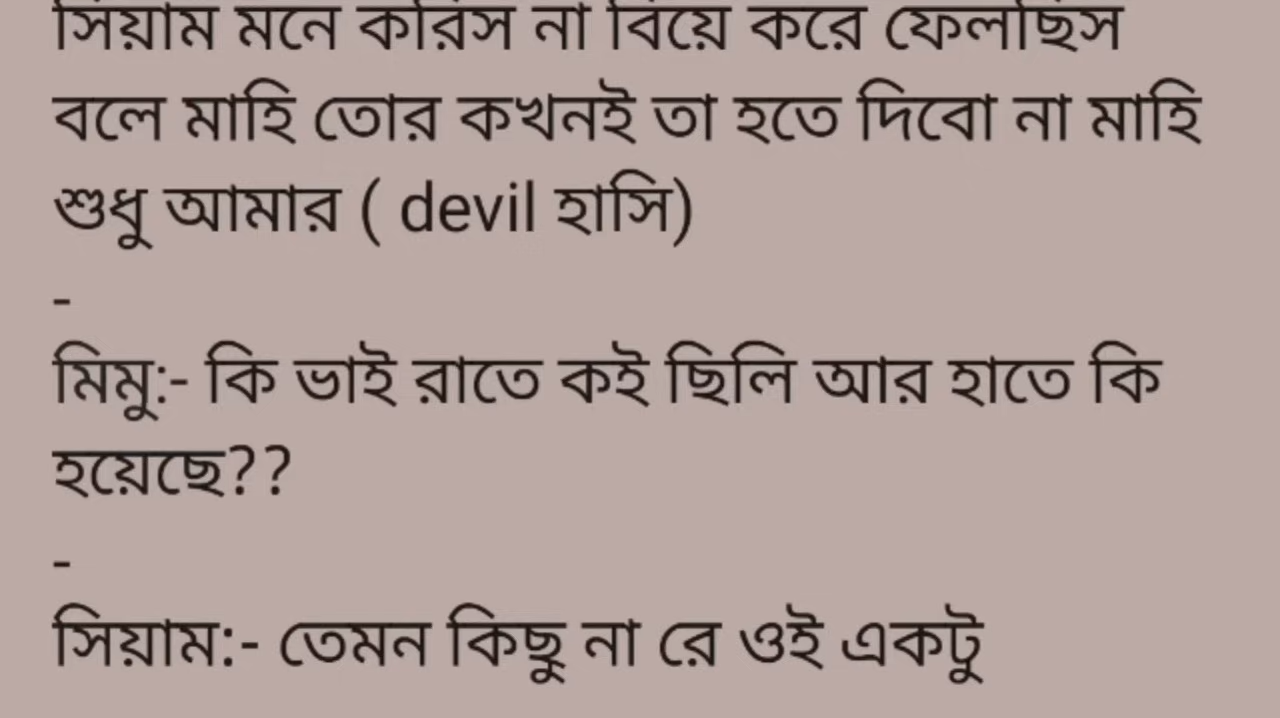 সিয়াম মনে করিস না বিয়ে করে ফেলছিস
বলে মাহি তোর কখনই তা হতে দিবো না মাহি
শুধু আমার ( devil হাসি)
-
মিমু:- কি ভাই রাতে কই ছিলি আর হাতে কি
হয়েছে??
-
সিয়াম:- তেমন কিছু না রে ওই একটু